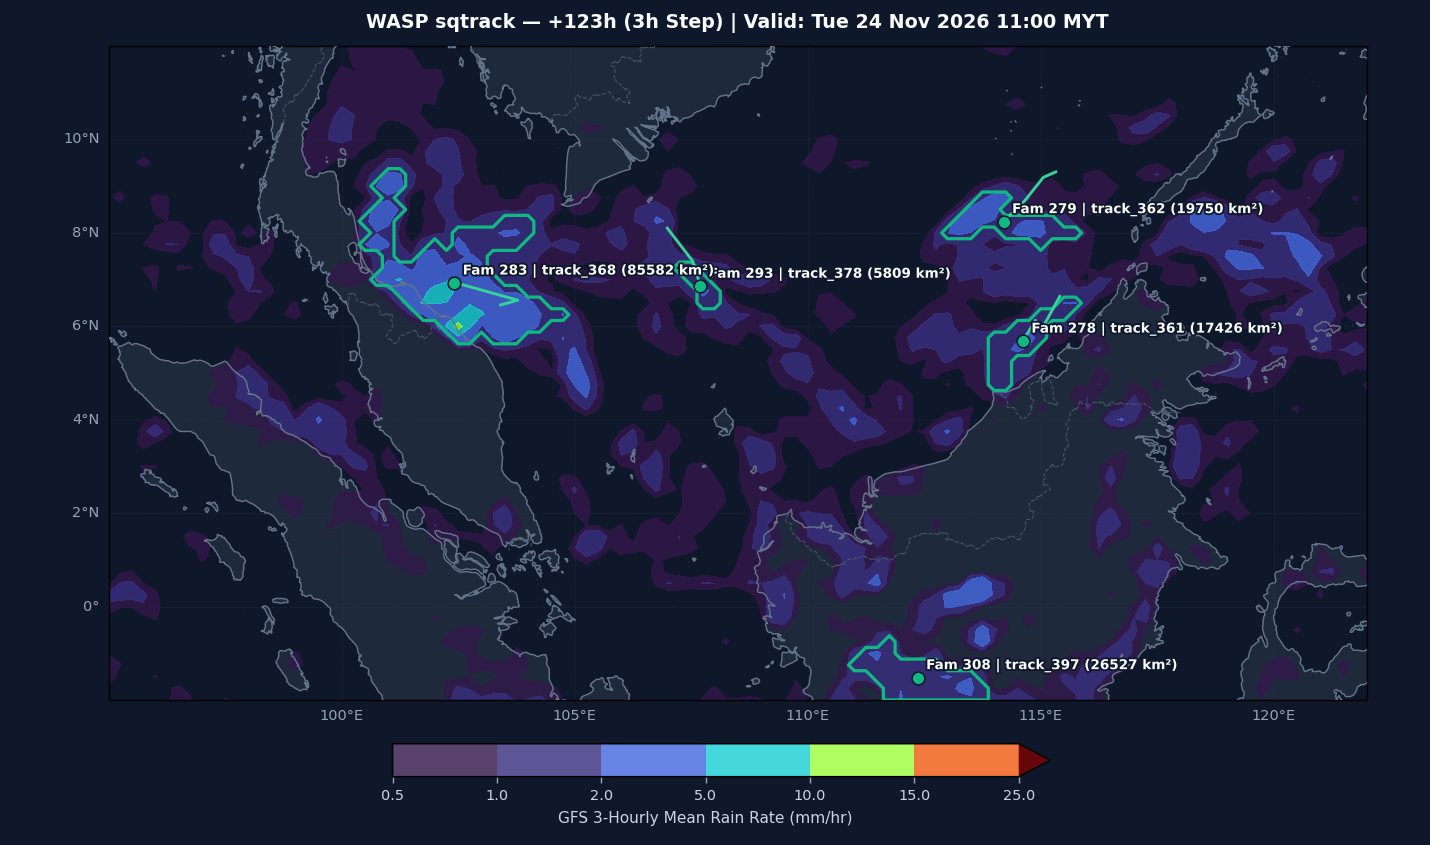 WASP sqtrack — +123h (3h Step) | Valid: Tue 24 Nov 2026 11:00 MYT
10°N
8°N
6°N
4°N
2°N
0°
Fam 279 | track_362 (19750 km²)
Fam 283 | track_368 (85582 km²)
Fam 293 | track_378 (5809 km²)
Fam 278 | track_361 (17426 km²)
Fam 308 | track_397 (26527 km²)
100°E 105°E 110°E 115°E 120°E
0.5 1.0 2.0 5.0 10.0 15.0 25.0
GFS 3-Hourly Mean Rain Rate (mm/hr)